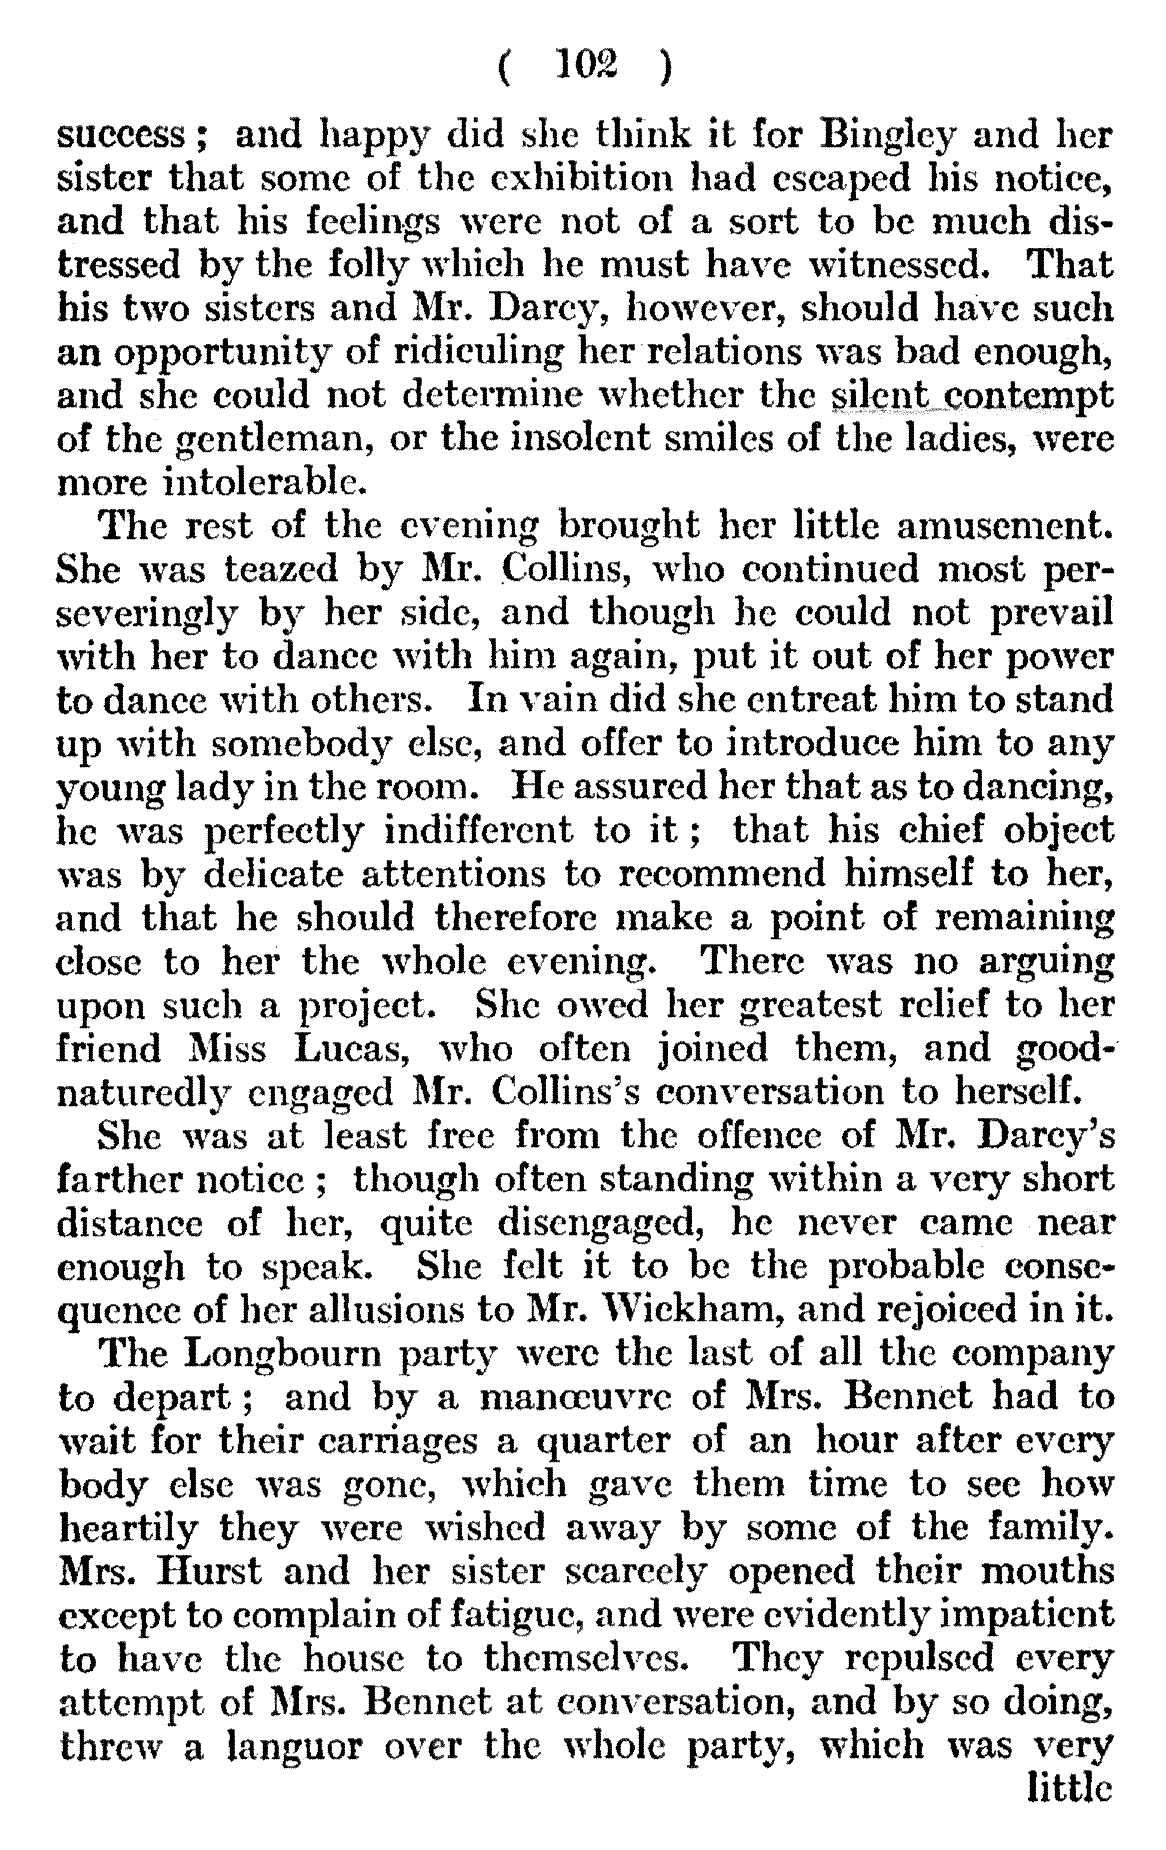 ( 102 )
success ; and happy did she think it for Bingley and her
sister that some of the exhibition had escaped his notice,
and that his feelings were not of a sort to be much dis-
tressed by the folly which he must have witnessed. That
his two sisters and Mr. Darcy, however, should have such
an opportunity of ridiculing her relations was bad enough,
and she could not determine whether the silent contempt
of the gentleman, or the insolent smiles of the ladies, were
more intolerable.
The rest of the evening brought her little amusement.
She was teazed by Mr. Collins, who continued most per-
severingly by her side, and though he could not prevail
with her to dance with him again, put it out of her power
to dance with others. In vain did she entreat him to stand
up with somebody else, and offer to introduce him to any
young lady in the room. He assured her that as to dancing,
he was perfectly indifferent to it ; that his chief object
was by delicate attentions to recommend himself to her,
and that he should therefore make a point of remaining
close to her the whole evening. There was no arguing
upon such a project. She owed her greatest relief to her
friend Miss Lucas, who often joined them, and good-
naturedly engaged Mr. Collins's conversation to herself.
She was at least free from the offence of Mr. Darcy's
farther notice ; though often standing within a very short
distance of her, quite disengaged, he never came near
enough to speak. She felt it to be the probable conse-
quence of her allusions to Mr. Wickham, and rejoiced in it.
The Longbourn party were the last of all the company
to depart ; and by a manœuvre of Mrs. Bennet had to
wait for their carriages a quarter of an hour after every
body else was gone, which gave them time to see how
heartily they were wished away by some of the family.
Mrs. Hurst and her sister scarcely opened their mouths
except to complain of fatigue, and were evidently impatient
to have the house to themselves. They repulsed every
attempt of Mrs. Bennet at conversation, and by so doing,
threw a languor over the whole party, which was very
little